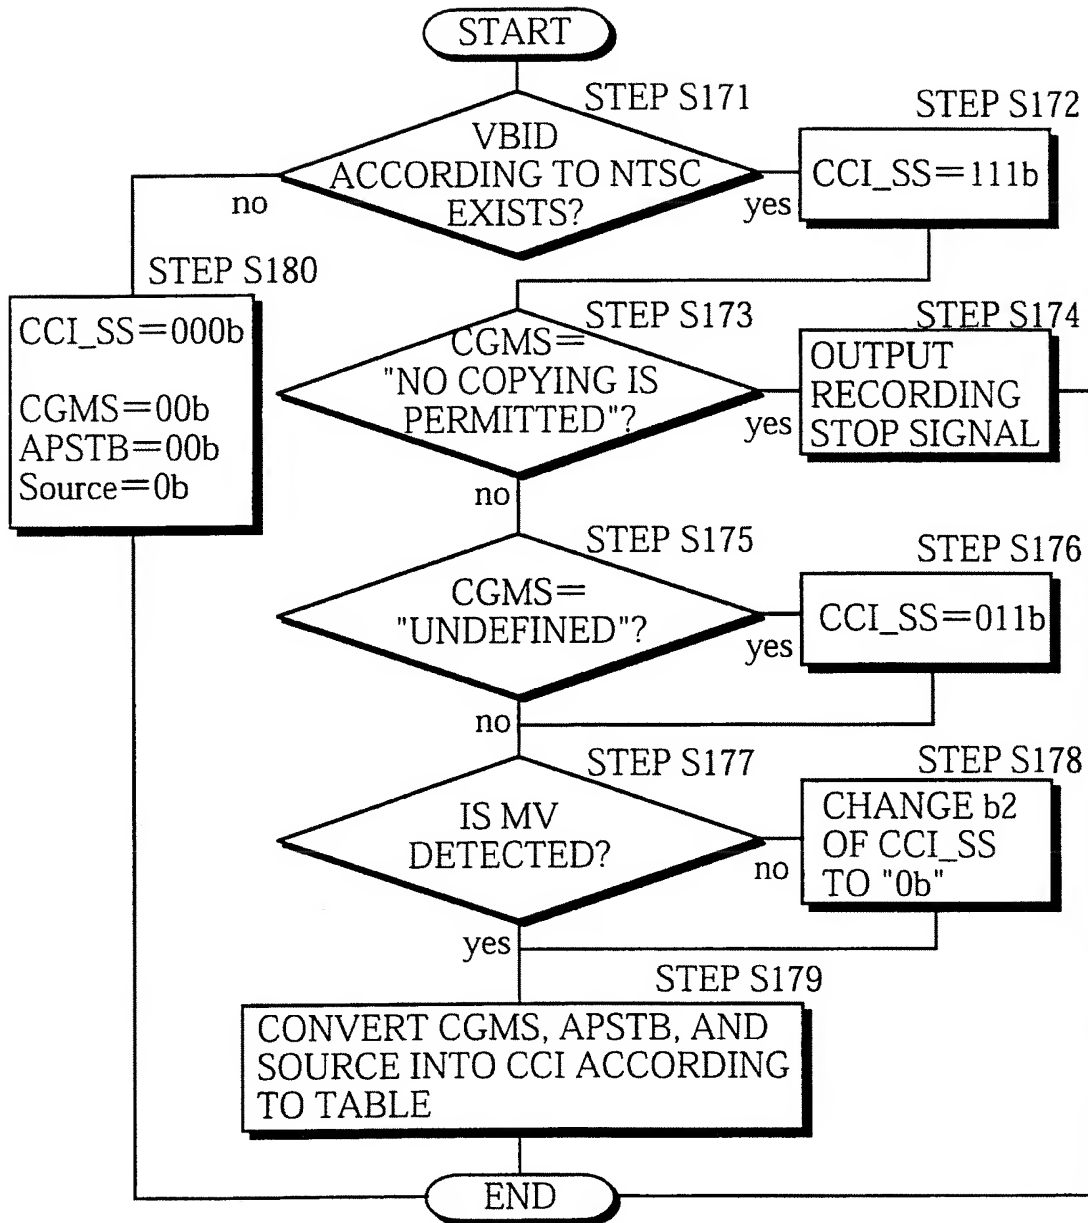 START
STEP S171
VBID
ACCORDING TO NTSC
EXISTS?
no
yes
STEP S172
CCI_SS=111b
STEP S180
CCI_SS=000b
CGMS=00b
APSTB=00b
Source=0b
STEP S173
CGMS=
"NO COPYING IS
PERMITTED"?
yes
no
STEP S174
OUTPUT
RECORDING
STOP SIGNAL
STEP S175
CGMS=
"UNDEFINED"?
yes
no
STEP S176
CCI_SS=011b
STEP S177
IS MV
DETECTED?
no
yes
STEP S178
CHANGE b2
OF CCI_SS
TO "0b"
STEP S179
CONVERT CGMS, APSTB, AND
SOURCE INTO CCI ACCORDING
TO TABLE
END